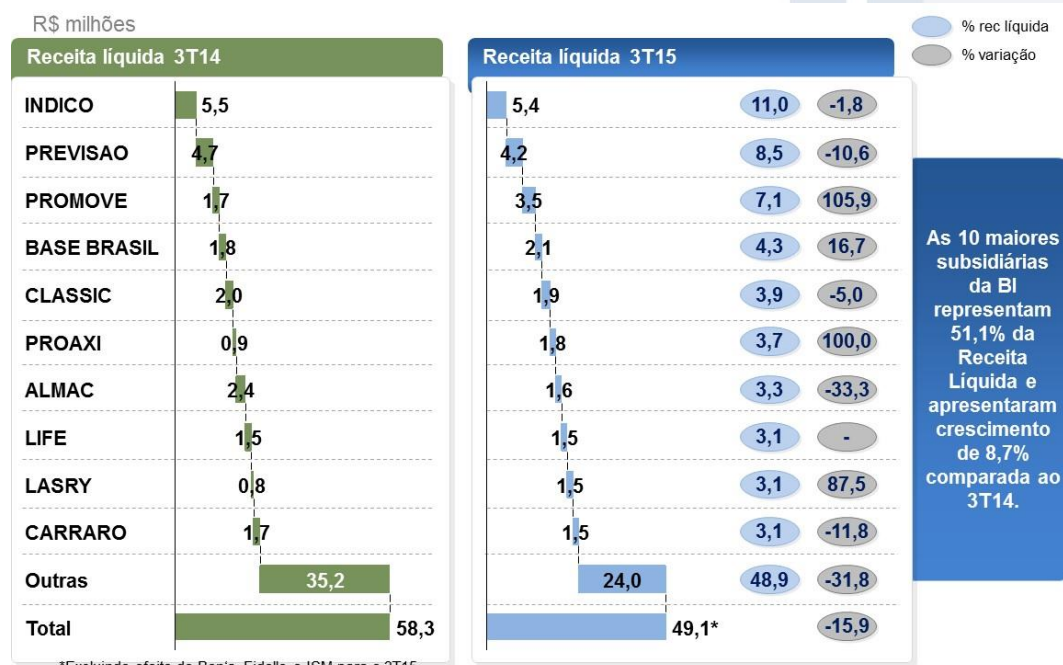 R$ milhões
Receita líquida 3T14
Receita líquida 3T15
% rec líquida
% variação
INDICO 5,5 5,4 11,0 -1,8
PREVISAO 4,7 4,2 8,5 -10,6
PROMOVE 1,7 3,5 7,1 105,9
BASE BRASIL 1,8 2,1 4,3 16,7
CLASSIC 2,0 1,9 3,9 -5,0
PROAXI 0,9 1,8 3,7 100,0
ALMAC 2,4 1,6 3,3 -33,3
LIFE 1,5 1,5 3,1 -
LASRY 0,8 1,5 3,1 87,5
CARRARO 1,7 1,5 3,1 -11,8
Outras 35,2 24,0 48,9 -31,8
Total 58,3 49,1* -15,9
As 10 maiores
subsidiárias
da BI
representam
51,1% da
Receita
Líquida e
apresentaram
crescimento
de 8,7%
comparada ao
3T14.
*Excluindo efeito de para o 3T15